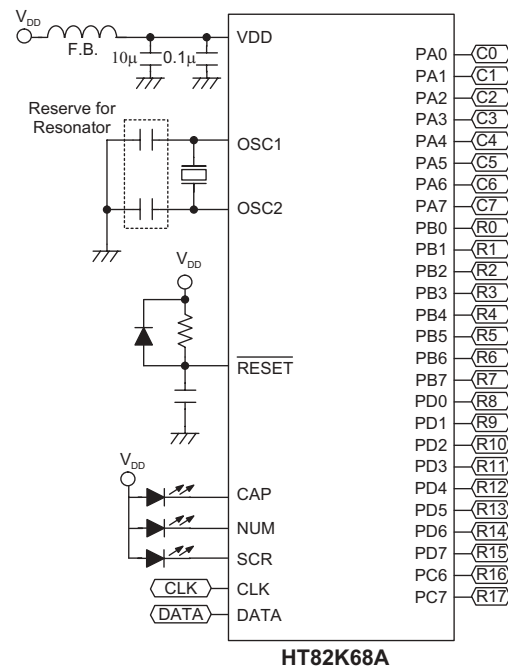 VDD
F.B.
10μ
0.1μ
VDD
Reserve for
Resonator
OSC1
OSC2
VDD
RESET
VDD
CAP
NUM
SCR
CLK
CLK
DATA
DATA
PA0
C0
PA1
C1
PA2
C2
PA3
C3
PA4
C4
PA5
C5
PA6
C6
PA7
C7
PB0
R0
PB1
R1
PB2
R2
PB3
R3
PB4
R4
PB5
R5
PB6
R6
PB7
R7
PD0
R8
PD1
R9
PD2
R10
PD3
R11
PD4
R12
PD5
R13
PD6
R14
PD7
R15
PC6
R16
PC7
R17
HT82K68A